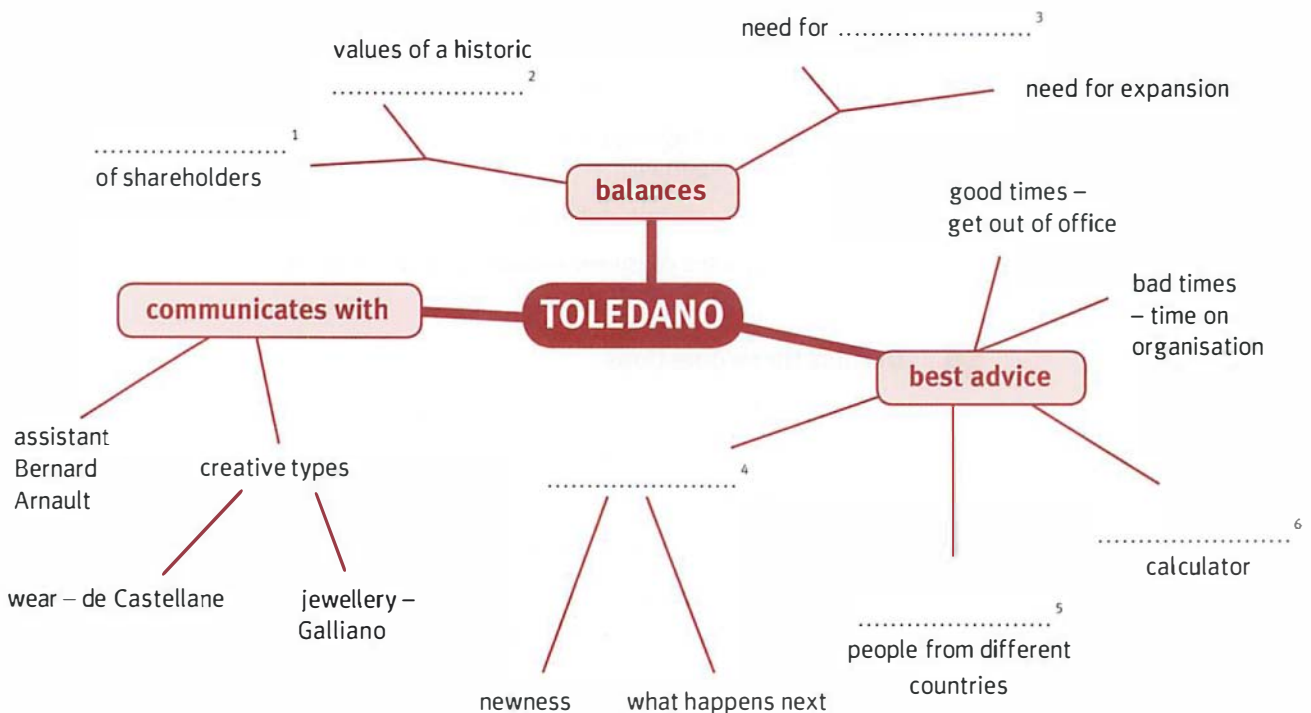 need for ........................ 3
values of a historic
........................ 2
need for expansion
........................ 1
of shareholders
balances
good times –
get out of office
bad times
– time on
organisation
communicates with
TOLEDANO
best advice
assistant
Bernard
Arnault
creative types
........................ 4
........................ 6
calculator
wear – de Castellane
jewellery –
Galliano
........................ 5
people from different
countries
newness
what happens next